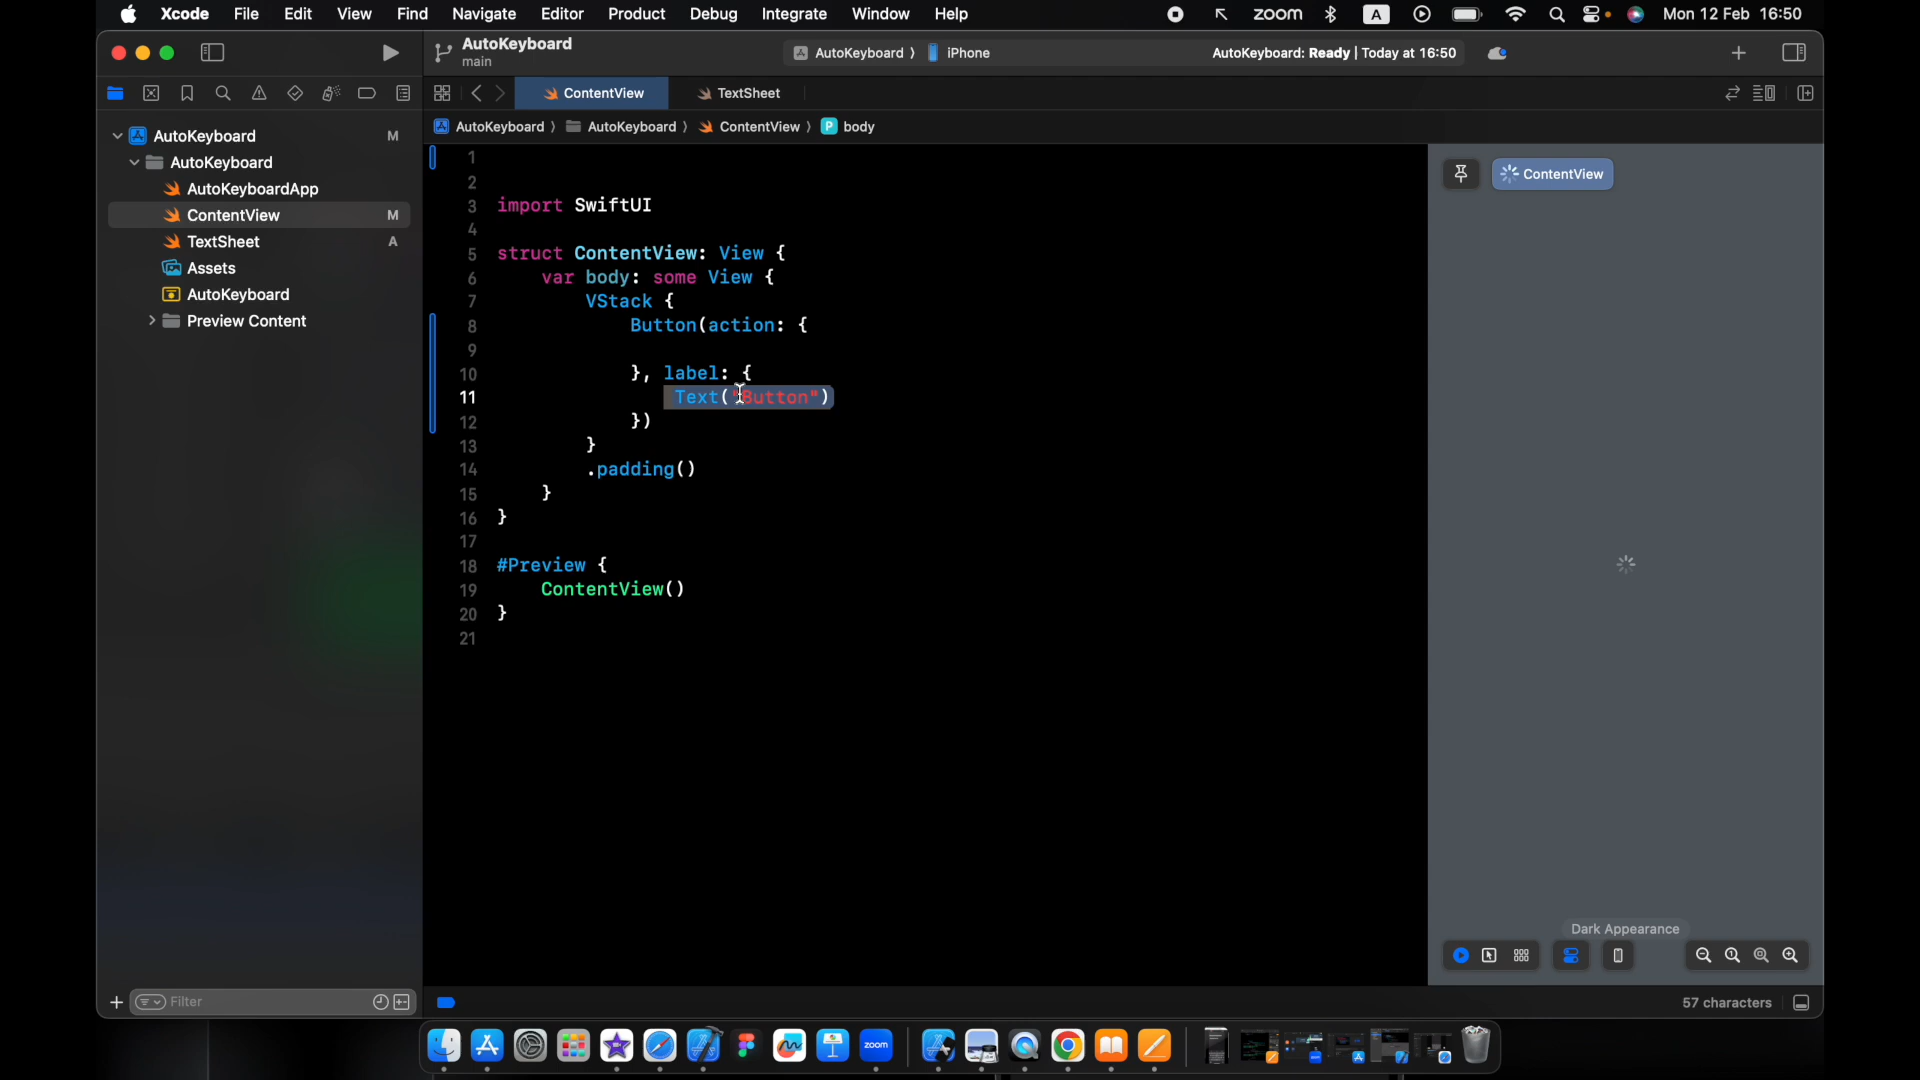 Xcode File Edit View Find Navigate Editor Product Debug Integrate Window Help zoom A Mon 12 Feb 16:50
AutoKeyboard
main
AutoKeyboard 〉 iPhone AutoKeyboard: Ready | Today at 16:50
ContentView TextSheet
AutoKeyboard 〉 AutoKeyboard 〉 ContentView 〉 P body
AutoKeyboard M
AutoKeyboard
AutoKeyboardApp
ContentView M
TextSheet A
Assets
AutoKeyboard
Preview Content
1
2
3 import SwiftUI
4
5 struct ContentView: View {
6 var body: some View {
7 VStack {
8 Button(action: {
9
10 }, label: {
11 Text("Button")
12 })
13 }
14 .padding()
15 }
16 }
17
18 #Preview {
19 ContentView()
20 }
21
ContentView
Dark Appearance
Filter
57 characters
zoom